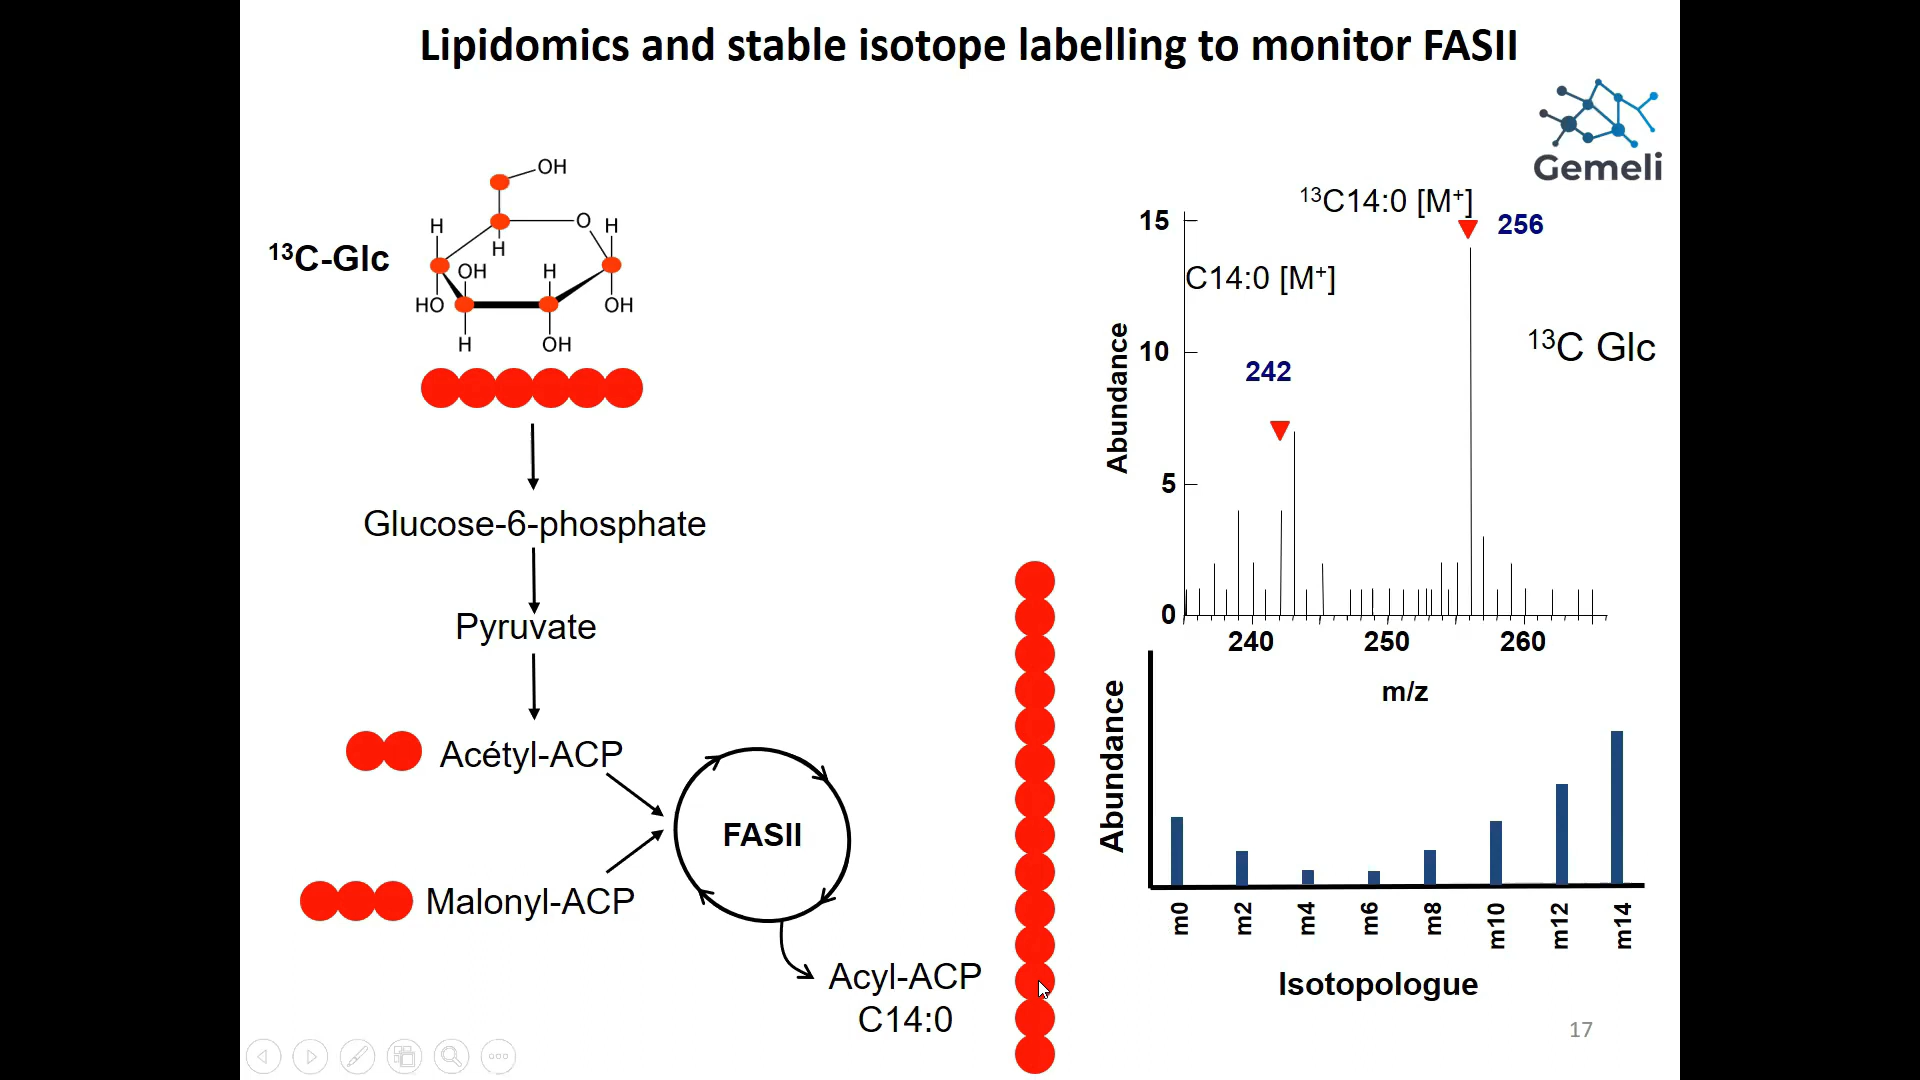 Lipidomics and stable isotope labelling to monitor FASII
Gemeli
¹³C-Glc
OH
H
O
H
H
OH
H
HO
OH
H
OH
Glucose-6-phosphate
Pyruvate
Acétyl-ACP
FASII
Malonyl-ACP
Acyl-ACP
C14:0
¹³C14:0 [M⁺]
256
C14:0 [M⁺]
¹³C Glc
242
Abundance
15
10
5
0
240 250 260
m/z
Abundance
m0 m2 m4 m6 m8 m10 m12 m14
Isotopologue
17